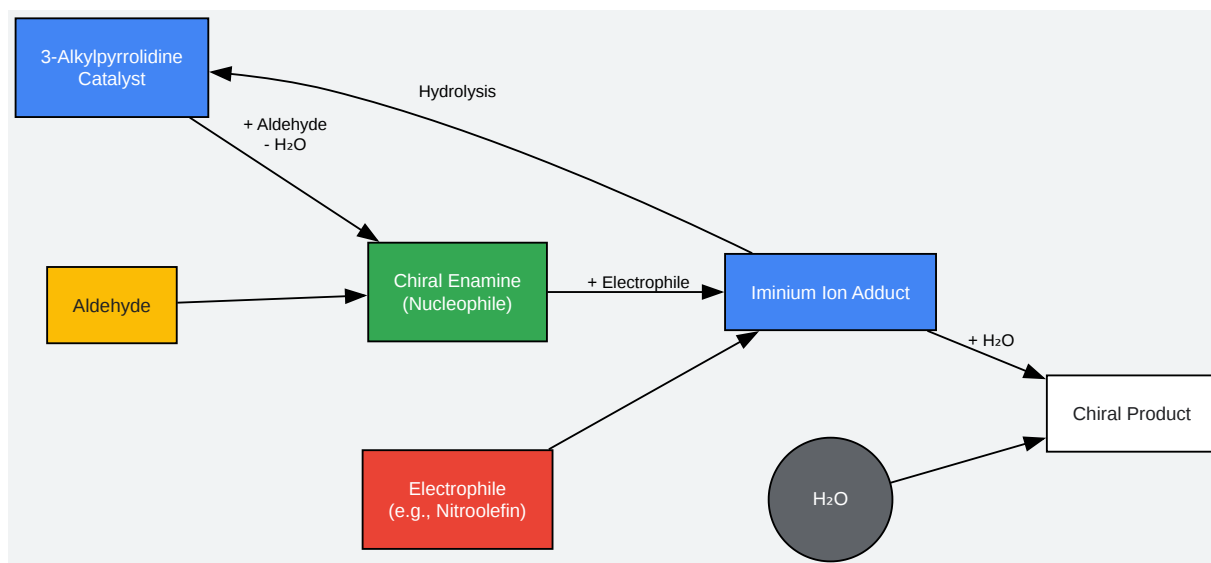 3-Alkylpyrrolidine
Catalyst
Hydrolysis
+ Aldehyde
- H₂O
Aldehyde
Chiral Enamine
(Nucleophile)
+ Electrophile
Iminium Ion Adduct
+ H₂O
Chiral Product
Electrophile
(e.g., Nitroolefin)
H₂O